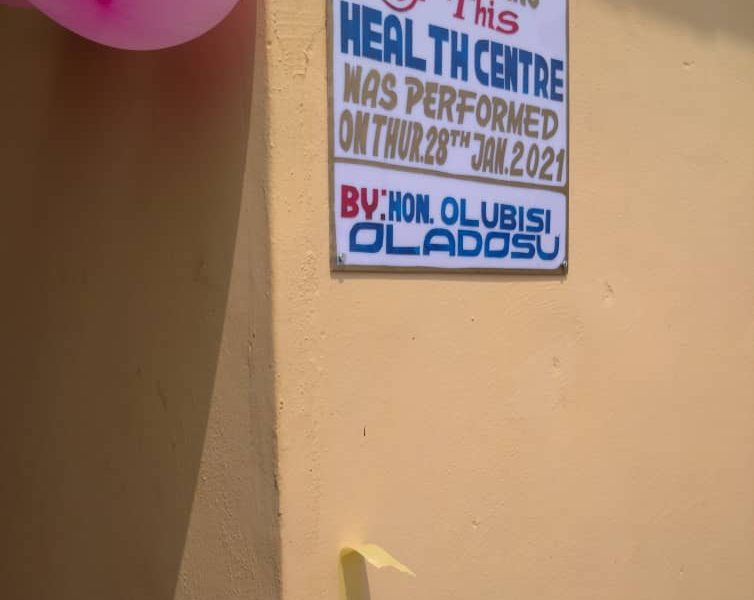 This
HEALTH CENTRE
WAS PERFORMED
ON THUR. 28TH JAN. 2021
BY: HON. OLUBISI
OLADOSU